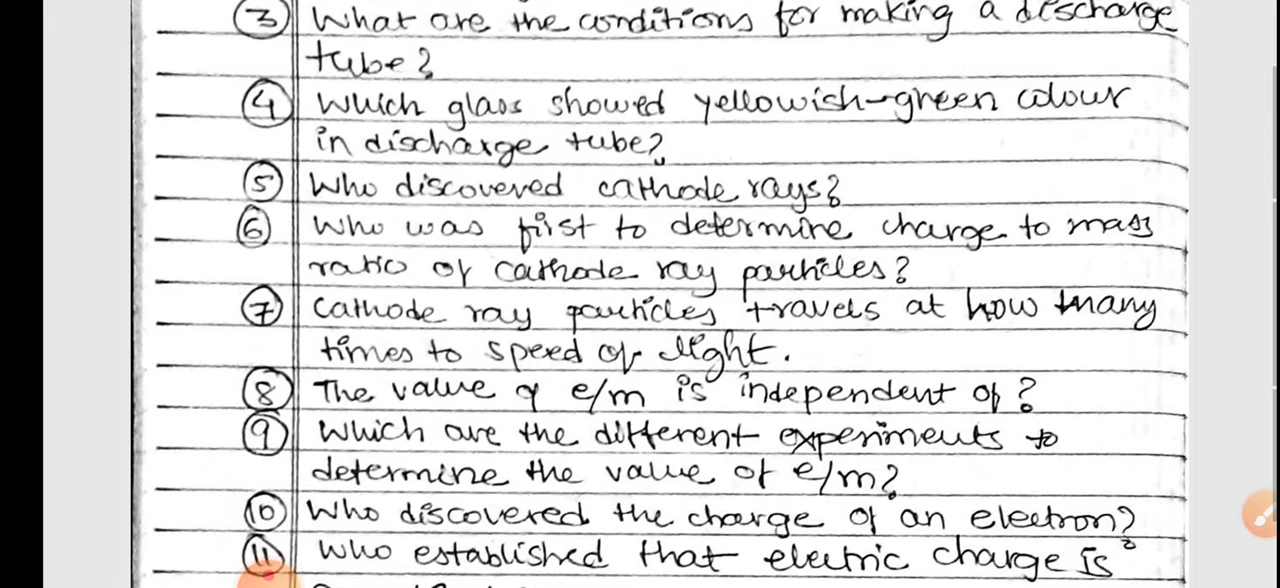 ③ What are the conditions for making a discharge
tube?
④ Which glass showed yellowish-green colour
in discharge tube?
⑤ Who discovered cathode rays?
⑥ Who was first to determine charge to mass
ratio of cathode ray particles?
⑦ Cathode ray particles travels at how many
times to speed of light.
⑧ The value of e/m is independent of?
⑨ Which are the different experiments to
determine the value of e/m?
⑩ Who discovered the charge of an electron?
⑪ Who established that electric charge is